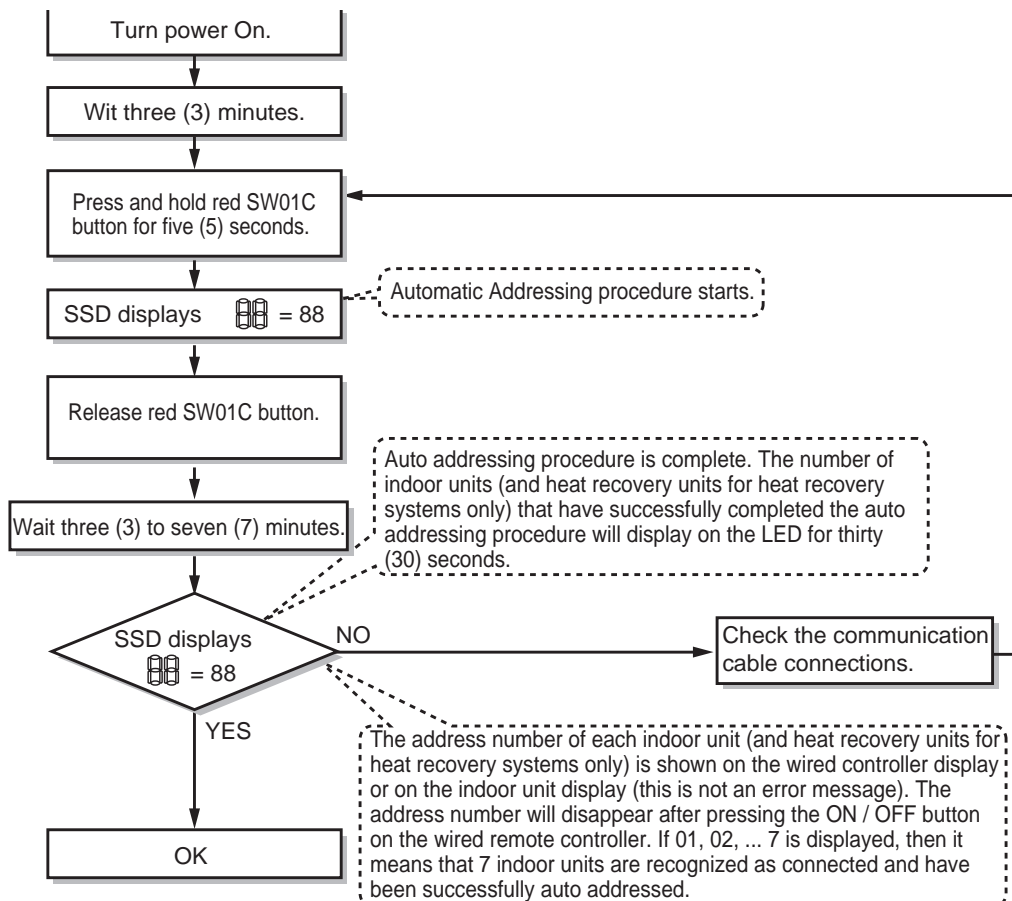 Turn power On.
Wit three (3) minutes.
Press and hold red SW01C
button for five (5) seconds.
SSD displays 88 = 88
Automatic Addressing procedure starts.
Release red SW01C button.
Auto addressing procedure is complete. The number of
indoor units (and heat recovery units for heat recovery
systems only) that have successfully completed the auto
addressing procedure will display on the LED for thirty
(30) seconds.
Wait three (3) to seven (7) minutes.
SSD displays
88 = 88
NO
Check the communication
cable connections.
YES
The address number of each indoor unit (and heat recovery units for
heat recovery systems only) is shown on the wired controller display
or on the indoor unit display (this is not an error message). The
address number will disappear after pressing the ON / OFF button
on the wired remote controller. If 01, 02, ... 7 is displayed, then it
means that 7 indoor units are recognized as connected and have
been successfully auto addressed.
OK